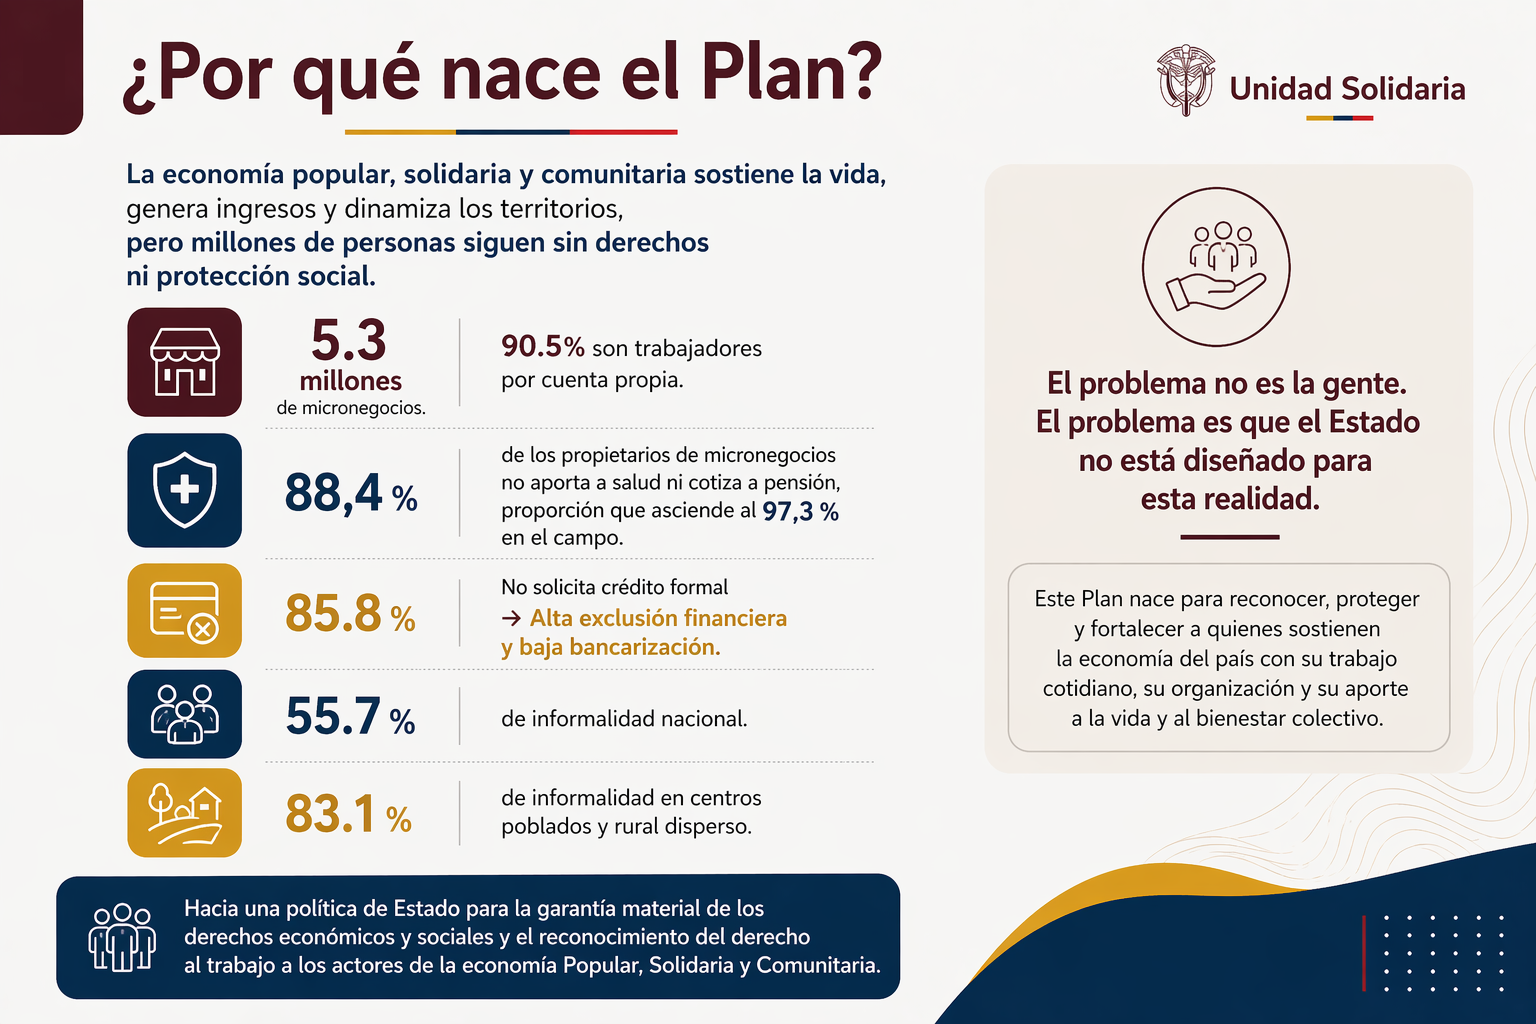 ¿Por qué nace el Plan?
Unidad Solidaria
La economía popular, solidaria y comunitaria sostiene la vida,
genera ingresos y dinamiza los territorios,
pero millones de personas siguen sin derechos
ni protección social.
5.3
millones
de micronegocios.
90.5% son trabajadores
por cuenta propia.
88,4 %
de los propietarios de micronegocios
no aporta a salud ni cotiza a pensión,
proporción que asciende al 97,3 %
en el campo.
85.8 %
No solicita crédito formal
→ Alta exclusión financiera
y baja bancarización.
55.7 %
de informalidad nacional.
83.1 %
de informalidad en centros
poblados y rural disperso.
Hacia una política de Estado para la garantía material de los
derechos económicos y sociales y el reconocimiento del derecho
al trabajo a los actores de la economía Popular, Solidaria y Comunitaria.
El problema no es la gente.
El problema es que el Estado
no está diseñado para
esta realidad.
Este Plan nace para reconocer, proteger
y fortalecer a quienes sostienen
la economía del país con su trabajo
cotidiano, su organización y su aporte
a la vida y al bienestar colectivo.